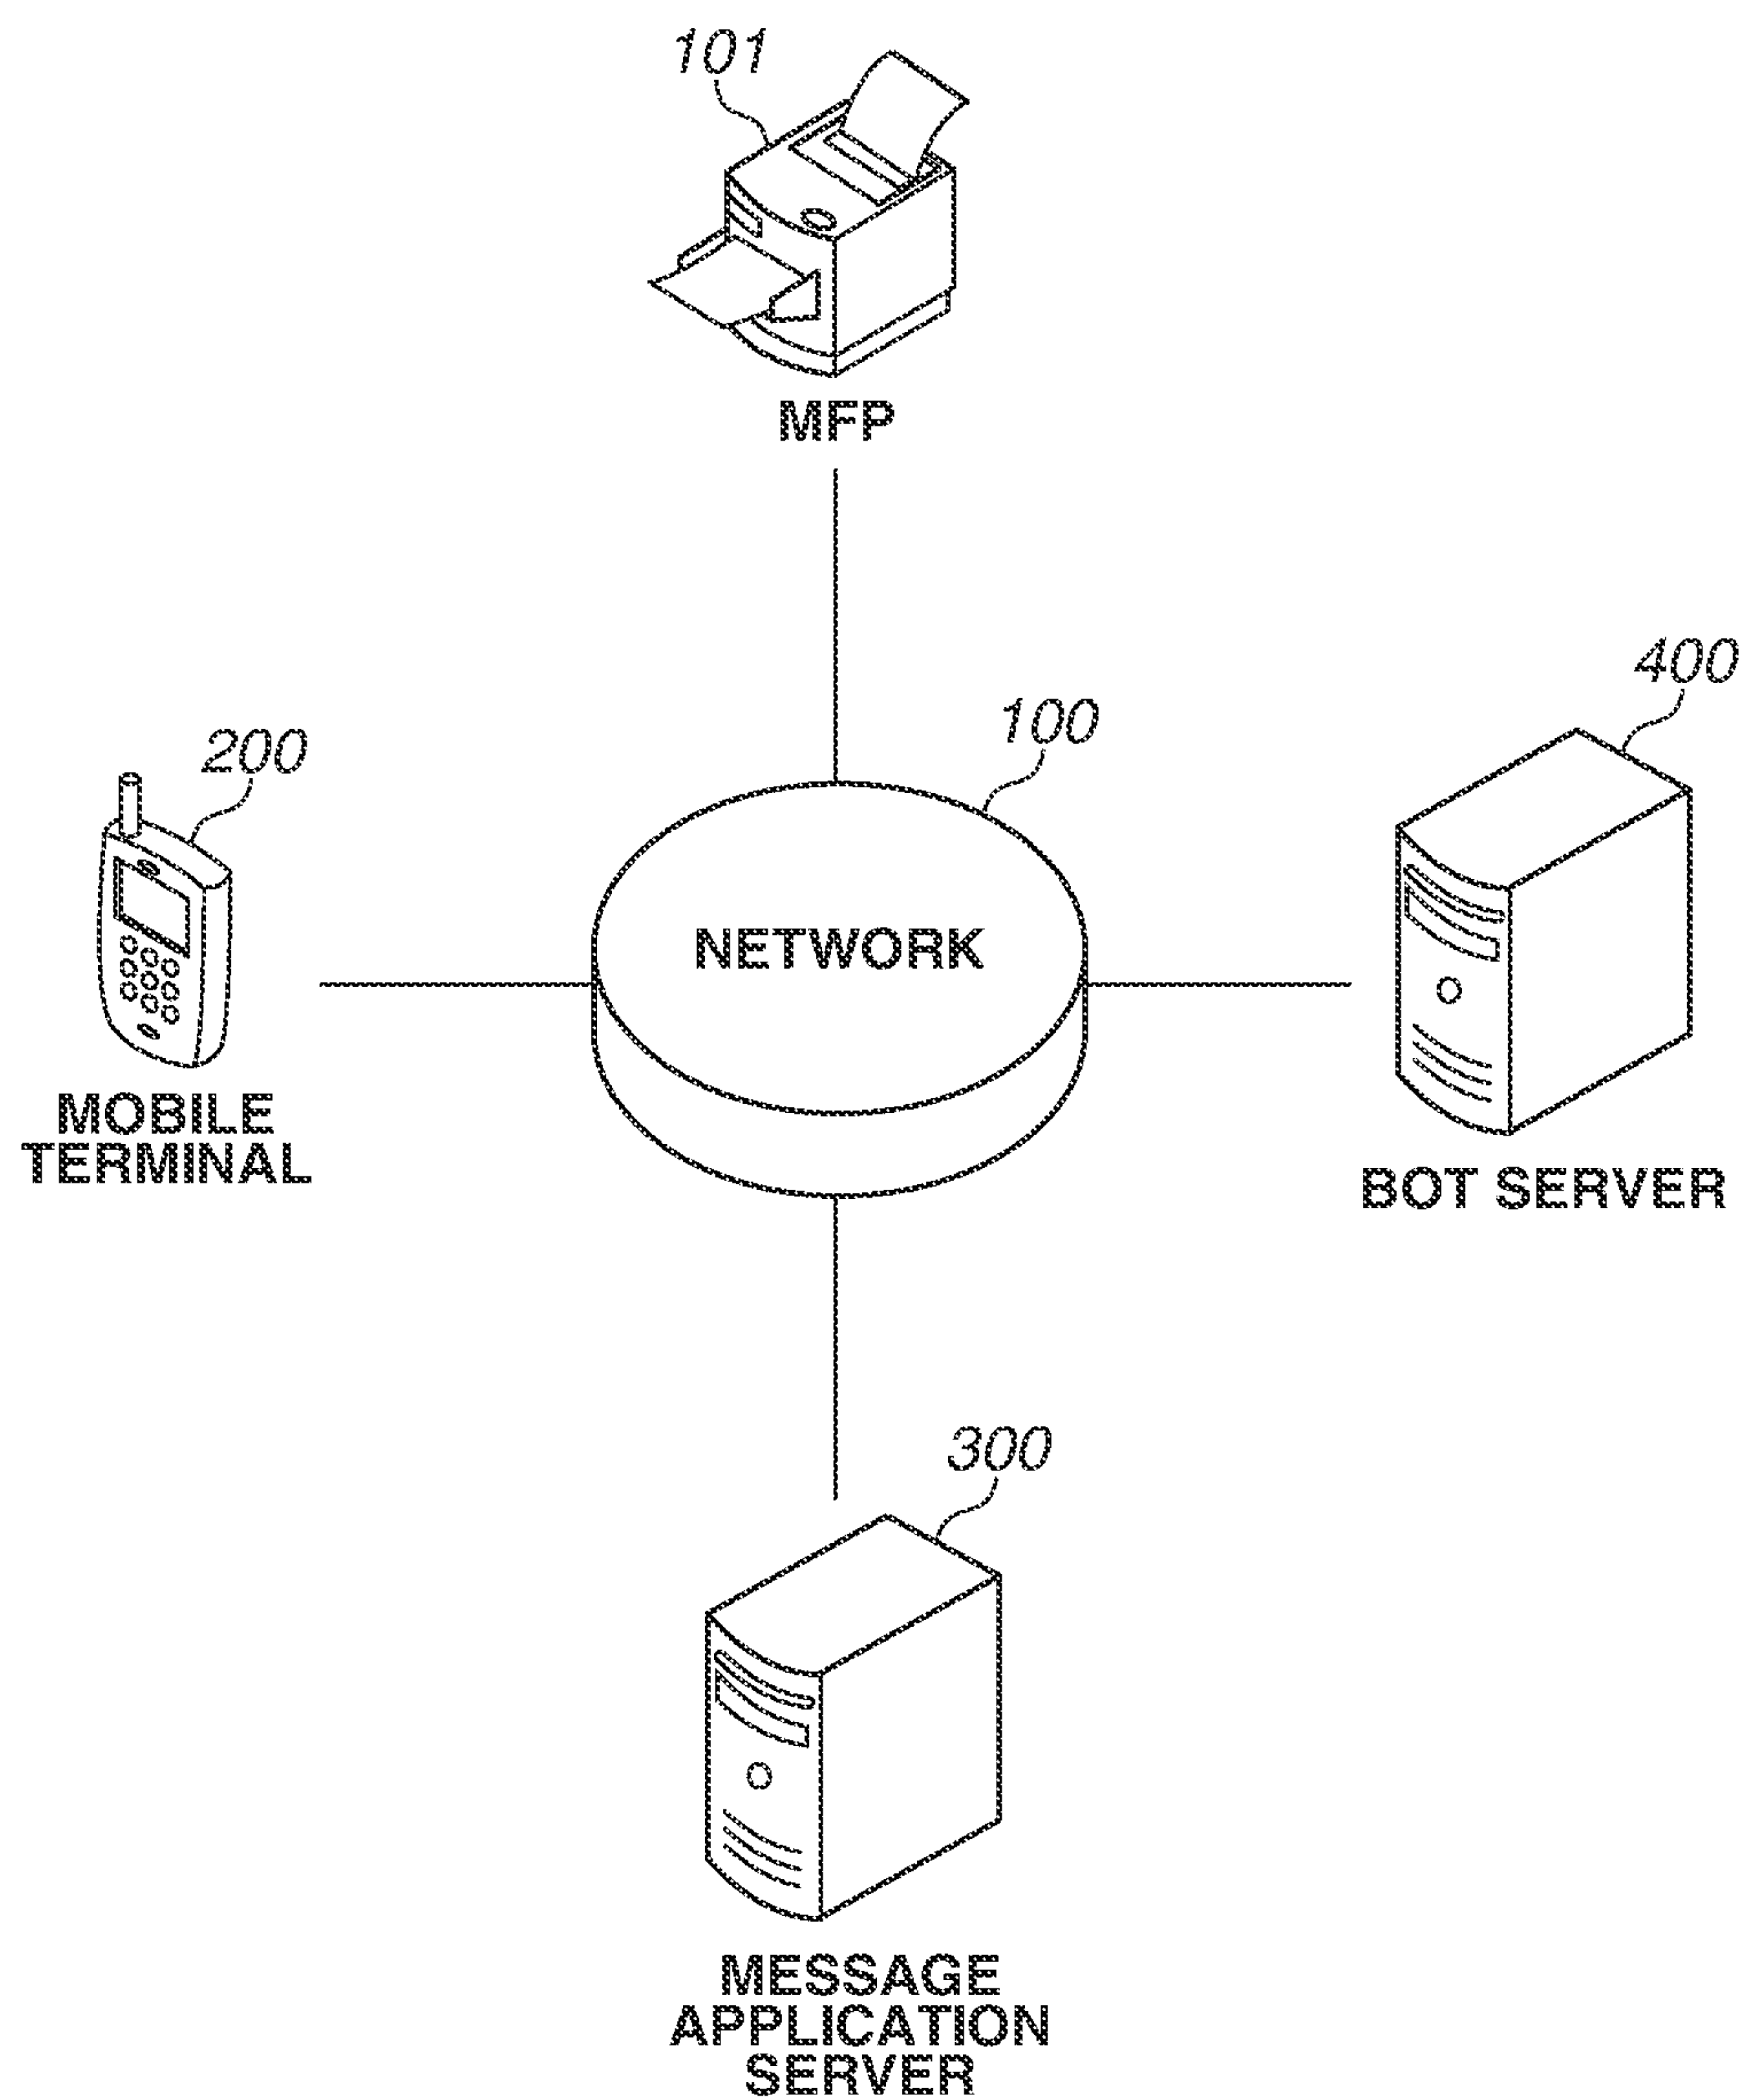 101
MFP
400
100
200
NETWORK
MOBILE
TERMINAL
BOT SERVER
300
MESSAGE
APPLICATION
SERVER